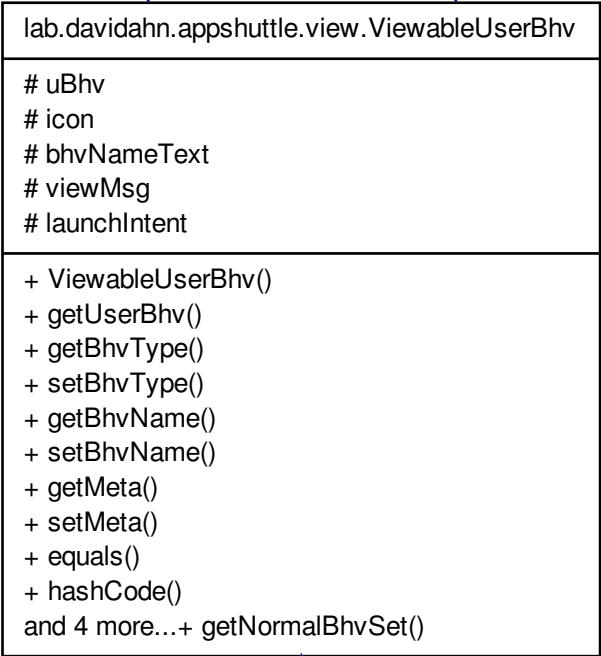 lab.davidahn.appshuttle.view.ViewableUserBhv
# uBhv
# icon
# bhvNameText
# viewMsg
# launchIntent
+ ViewableUserBhv()
+ getUserBhv()
+ getBhvType()
+ setBhvType()
+ getBhvName()
+ setBhvName()
+ getMeta()
+ setMeta()
+ equals()
+ hashCode()
and 4 more...+ getNormalBhvSet()